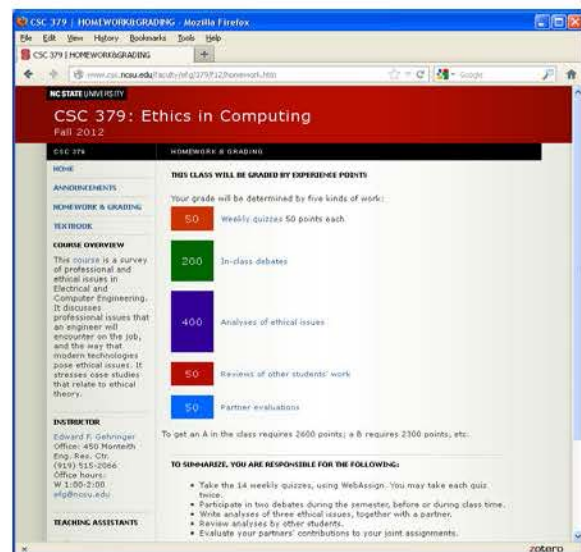 CSC 379 | HOMEWORK&GRADING - Mozilla Firefox
File Edit View History Bookmarks Tools Help
CSC 379 | HOMEWORK&GRADING
www.csc.ncsu.edu/faculty/efg/379/f12/homework.htm
Google
NC STATE UNIVERSITY
CSC 379: Ethics in Computing
Fall 2012
CSC 379
HOMEWORK & GRADING
HOME
ANNOUNCEMENTS
HOMEWORK & GRADING
TEXTBOOK
COURSE OVERVIEW
This course is a survey
of professional and
ethical issues in
Electrical and
Computer Engineering.
It discusses
professional issues that
an engineer will
encounter on the job,
and the way that
modern technologies
pose ethical issues. It
stresses case studies
that relate to ethical
theory.
INSTRUCTOR
Edward F. Gehringer
Office: 450 Monteith
Eng. Res. Ctr.
(919) 515-2066
Office hours:
W 1:00-2:00
efg@ncsu.edu
TEACHING ASSISTANTS
THIS CLASS WILL BE GRADED BY EXPERIENCE POINTS
Your grade will be determined by five kinds of work:
50 Weekly quizzes 50 points each
200 In-class debates
400 Analyses of ethical issues
50 Reviews of other students' work
50 Partner evaluations
To get an A in the class requires 2600 points; a B requires 2300 points, etc.
TO SUMMARIZE, YOU ARE RESPONSIBLE FOR THE FOLLOWING:
Take the 14 weekly quizzes, using WebAssign. You may take each quiz
twice.
Participate in two debates during the semester, before or during class time.
Write analyses of three ethical issues, together with a partner.
Review analyses by other students.
Evaluate your partners' contributions to your joint assignments.
zotero